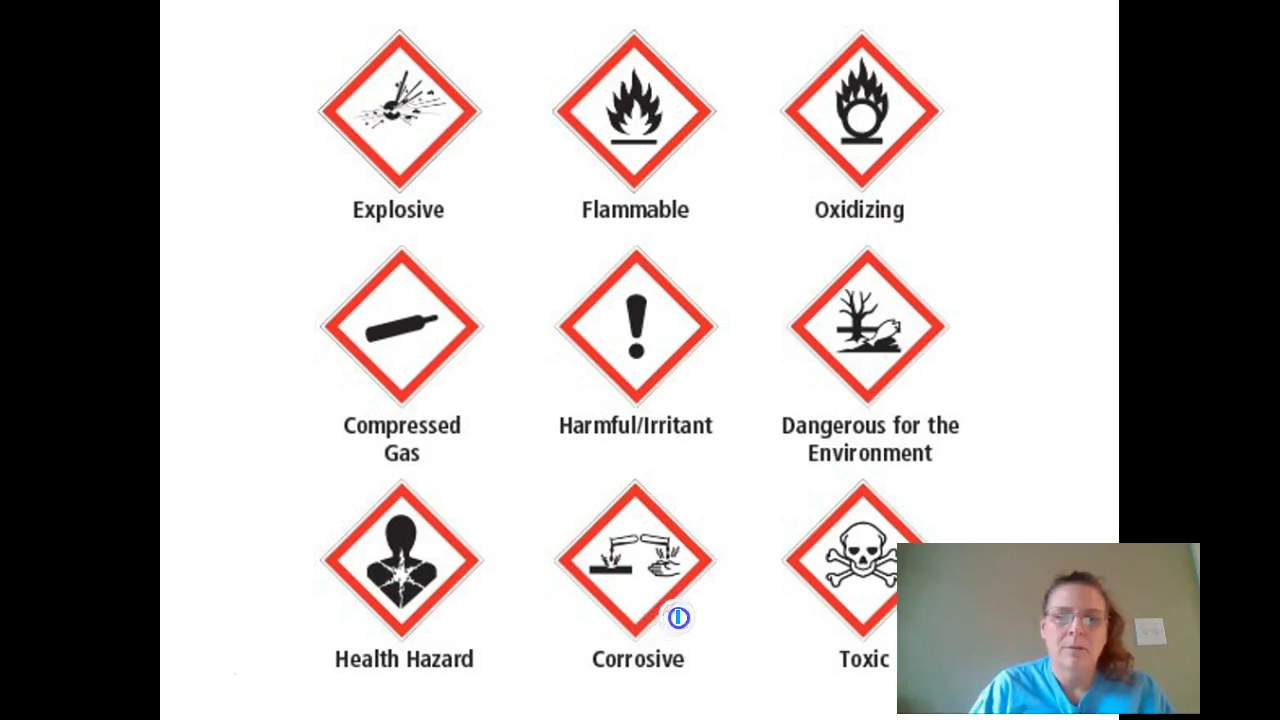 Explosive
Flammable
Oxidizing
Compressed
Gas
Harmful/Irritant
Dangerous for the
Environment
Health Hazard
Corrosive
Toxic